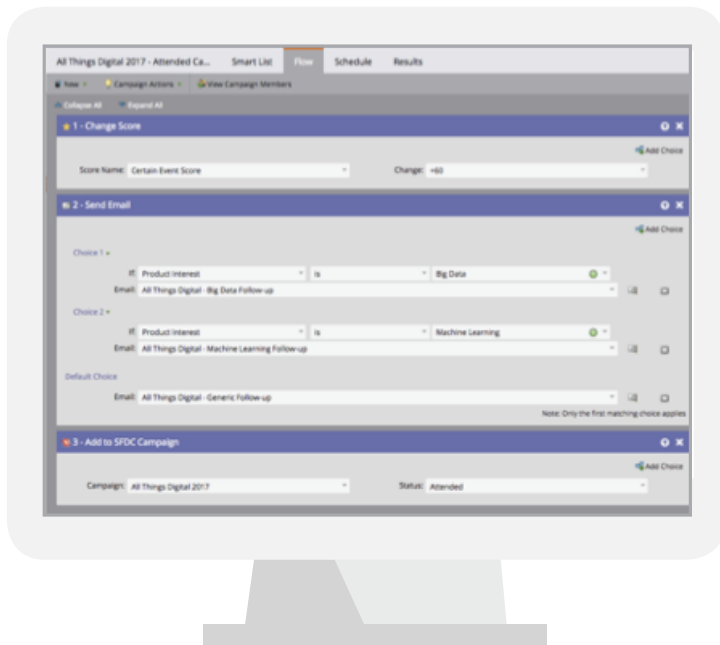 All Things Digital 2017 - Attended Ca... Smart List Flow Schedule Results
New Campaign Actions View Campaign Members
Collapse All Expand All
1 - Change Score
Add Choice
Score Name: Certain Event Score Change: +60
2 - Send Email
Add Choice
Choice 1
If: Product Interest is Big Data
Email: All Things Digital - Big Data Follow-up
Choice 2
If: Product Interest is Machine Learning
Email: All Things Digital - Machine Learning Follow-up
Default Choice
Email: All Things Digital - Generic Follow-up
Note: Only the first matching choice applies
3 - Add to SFDC Campaign
Add Choice
Campaign: All Things Digital 2017 Status: Attended